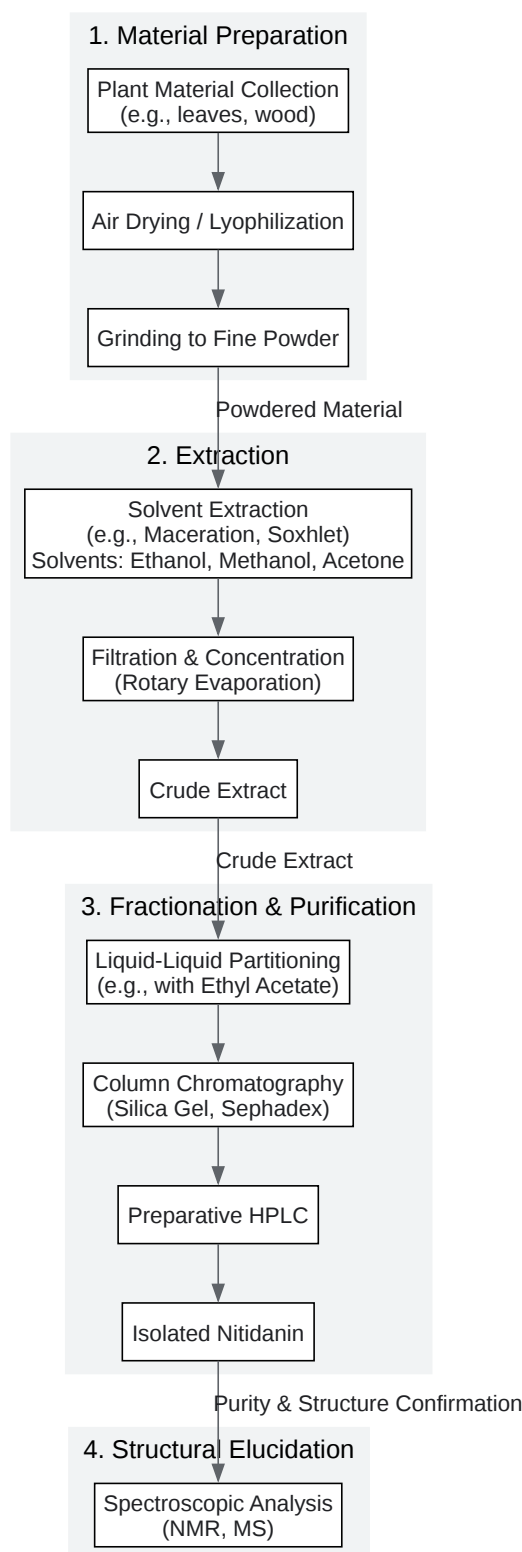 1. Material Preparation
Plant Material Collection
(e.g., leaves, wood)
Air Drying / Lyophilization
Grinding to Fine Powder
Powdered Material
2. Extraction
Solvent Extraction
(e.g., Maceration, Soxhlet)
Solvents: Ethanol, Methanol, Acetone
Filtration & Concentration
(Rotary Evaporation)
Crude Extract
Crude Extract
3. Fractionation & Purification
Liquid-Liquid Partitioning
(e.g., with Ethyl Acetate)
Column Chromatography
(Silica Gel, Sephadex)
Preparative HPLC
Isolated Nitidanin
Purity & Structure Confirmation
4. Structural Elucidation
Spectroscopic Analysis
(NMR, MS)